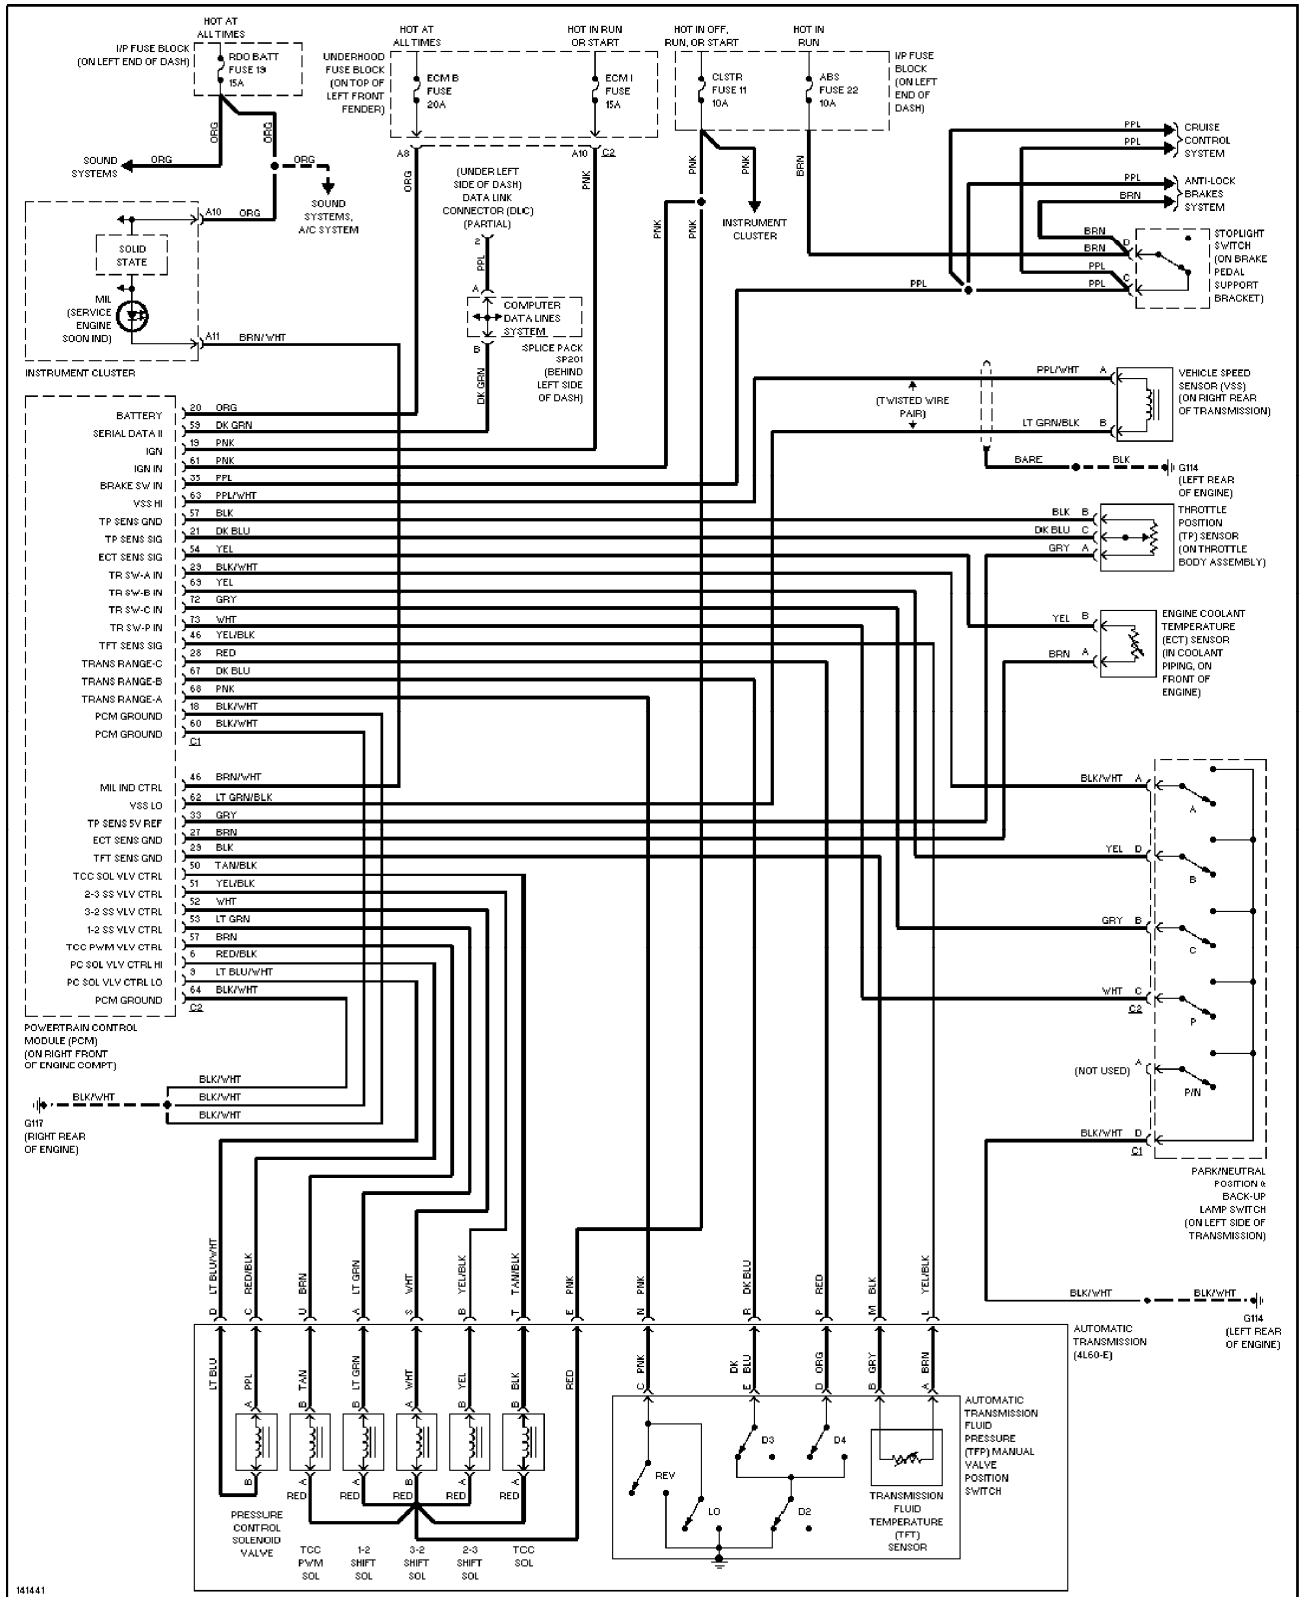 HOT AT
ALL TIMES
I/P FUSE BLOCK
(ON LEFT END OF DASH)
RDO BATT
FUSE 19
15A
ORG
ORG
SOUND
SYSTEMS
ORG
ORG
SOUND
SYSTEMS,
A/C SYSTEM
HOT AT
ALL TIMES
HOT IN RUN
OR START
UNDERHOOD
FUSE BLOCK
(ON TOP OF
LEFT FRONT
FENDER)
ECM B
FUSE
20A
ECM I
FUSE
15A
A8
A10
C2
ORG
PNK
HOT IN OFF,
RUN, OR START
HOT IN
RUN
CLSTR
FUSE 11
10A
ABS
FUSE 22
10A
I/P FUSE
BLOCK
(ON LEFT
END OF
DASH)
PNK
PNK
BRN
PNK
PNK
INSTRUMENT
CLUSTER
(UNDER LEFT
SIDE OF DASH)
DATA LINK
CONNECTOR (DLC)
(PARTIAL)
2
PPL
A
COMPUTER
DATA LINES
SYSTEM
B
SPLICE PACK
SP201
(BEHIND
LEFT SIDE
OF DASH)
DK GRN
PPL
PPL
CRUISE
CONTROL
SYSTEM
PPL
BRN
ANTI-LOCK
BRAKES
SYSTEM
BRN
BRN
D
PPL
PPL
C
PPL
STOPLIGHT
SWITCH
(ON BRAKE
PEDAL
SUPPORT
BRACKET)
A10
ORG
SOLID
STATE
MIL
(SERVICE
ENGINE
SOON IND)
A11
BRN/WHT
INSTRUMENT CLUSTER
PPL/WHT A
(TWISTED WIRE
PAIR)
LT GRN/BLK B
VEHICLE SPEED
SENSOR (VSS)
(ON RIGHT REAR
OF TRANSMISSION)
BARE
BLK
G114
(LEFT REAR
OF ENGINE)
BLK B
DK BLU C
GRY A
THROTTLE
POSITION
(TP) SENSOR
(ON THROTTLE
BODY ASSEMBLY)
YEL B
BRN A
ENGINE COOLANT
TEMPERATURE
(ECT) SENSOR
(IN COOLANT
PIPING, ON
FRONT OF
ENGINE)
BATTERY 20 ORG
SERIAL DATA II 59 DK GRN
IGN 19 PNK
IGN IN 61 PNK
BRAKE SW IN 35 PPL
VSS HI 63 PPL/WHT
TP SENS GND 57 BLK
TP SENS SIG 21 DK BLU
ECT SENS SIG 54 YEL
TR SW-A IN 29 BLK/WHT
TR SW-B IN 69 YEL
TR SW-C IN 72 GRY
TR SW-P IN 73 WHT
TFT SENS SIG 46 YEL/BLK
TRANS RANGE-C 28 RED
TRANS RANGE-B 67 DK BLU
TRANS RANGE-A 68 PNK
PCM GROUND 18 BLK/WHT
PCM GROUND 60 BLK/WHT
C1
MIL IND CTRL 46 BRN/WHT
VSS LO 62 LT GRN/BLK
TP SENS 5V REF 33 GRY
ECT SENS GND 27 BRN
TFT SENS GND 29 BLK
TCC SOL VLV CTRL 50 TAN/BLK
2-3 SS VLV CTRL 51 YEL/BLK
3-2 SS VLV CTRL 52 WHT
1-2 SS VLV CTRL 53 LT GRN
TCC PWM VLV CTRL 57 BRN
PC SOL VLV CTRL HI 6 RED/BLK
PC SOL VLV CTRL LO 9 LT BLU/WHT
PCM GROUND 64 BLK/WHT
C2
POWERTRAIN CONTROL
MODULE (PCM)
(ON RIGHT FRONT
OF ENGINE COMPT)
BLK/WHT
BLK/WHT
BLK/WHT
BLK/WHT
G117
(RIGHT REAR
OF ENGINE)
BLK/WHT A
A
YEL D
B
GRY B
C
WHT C
C2
P
(NOT USED) A
P/N
BLK/WHT D
C1
PARK/NEUTRAL
POSITION &
BACK-UP
LAMP SWITCH
(ON LEFT SIDE OF
TRANSMISSION)
BLK/WHT
BLK/WHT
G114
(LEFT REAR
OF ENGINE)
D LT BLU/WHT
C RED/BLK
U BRN
A LT GRN
S WHT
B YEL/BLK
T TAN/BLK
E PNK
N PNK
R DK BLU
P RED
M BLK
L YEL/BLK
AUTOMATIC
TRANSMISSION
(4L60-E)
LT BLU
A PPL
B TAN
B LT GRN
A WHT
B YEL
B BLK
RED
C PNK
E DK BLU
D ORG
B GRY
A BRN
B
A
A
B
A
A
RED
RED
RED
RED
RED
PRESSURE
CONTROL
SOLENOID
VALVE
TCC
PWM
SOL
1-2
SHIFT
SOL
3-2
SHIFT
SOL
2-3
SHIFT
SOL
TCC
SOL
REV
LO
D3
D4
D2
TRANSMISSION
FLUID
TEMPERATURE
(TFT)
SENSOR
AUTOMATIC
TRANSMISSION
FLUID
PRESSURE
(TFP) MANUAL
VALVE
POSITION
SWITCH
141441